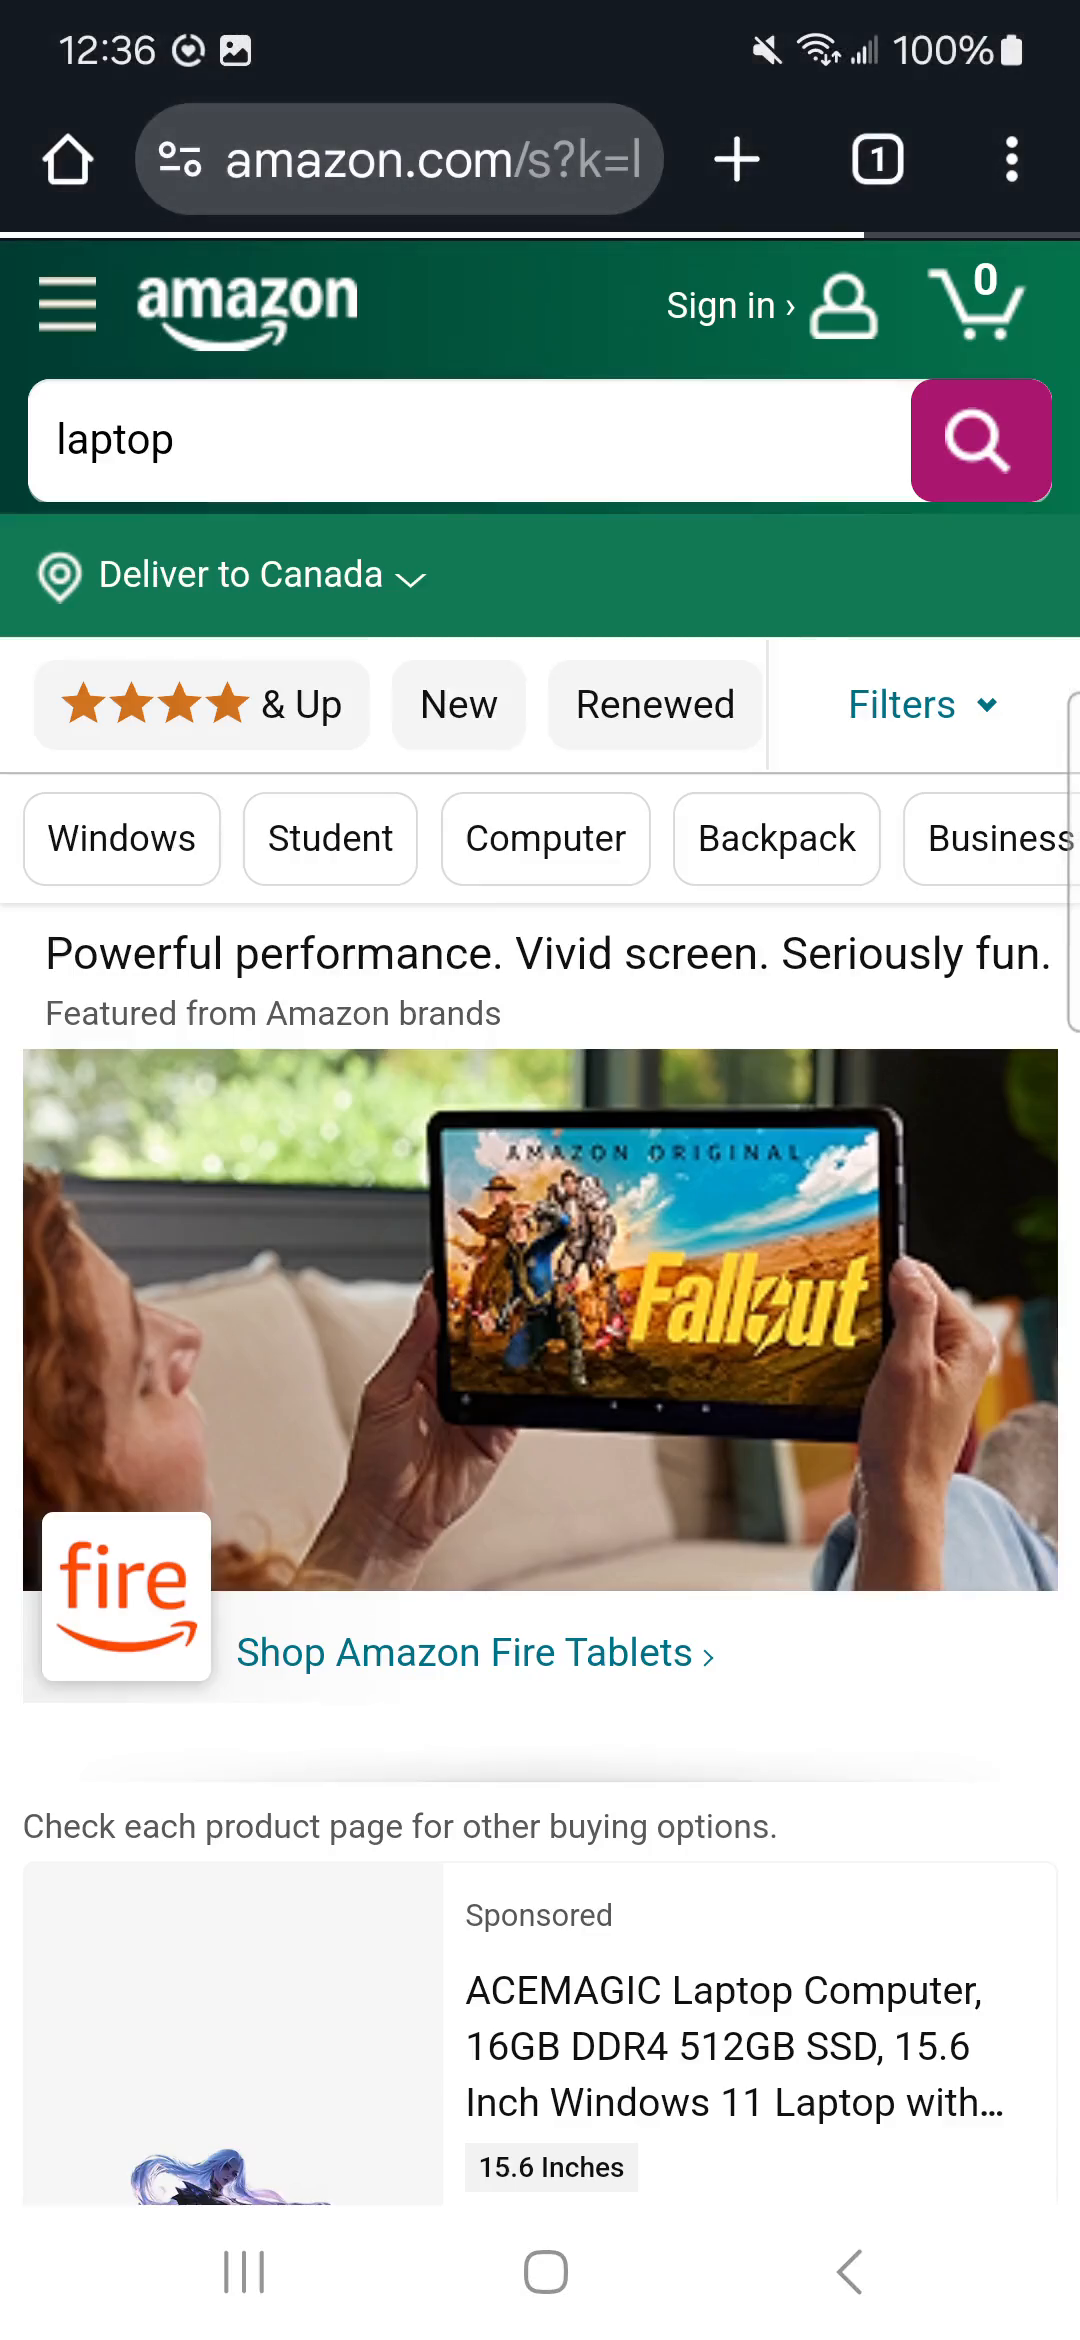 12:36
100%
amazon.com/s?k=l
1
amazon
Sign in ›
0
laptop
Deliver to Canada
& Up
New
Renewed
Filters
Windows
Student
Computer
Backpack
Business
Powerful performance. Vivid screen. Seriously fun.
Featured from Amazon brands
AMAZON ORIGINAL
Fallout
fire
Shop Amazon Fire Tablets ›
Check each product page for other buying options.
Sponsored
ACEMAGIC Laptop Computer,
16GB DDR4 512GB SSD, 15.6
Inch Windows 11 Laptop with...
15.6 Inches